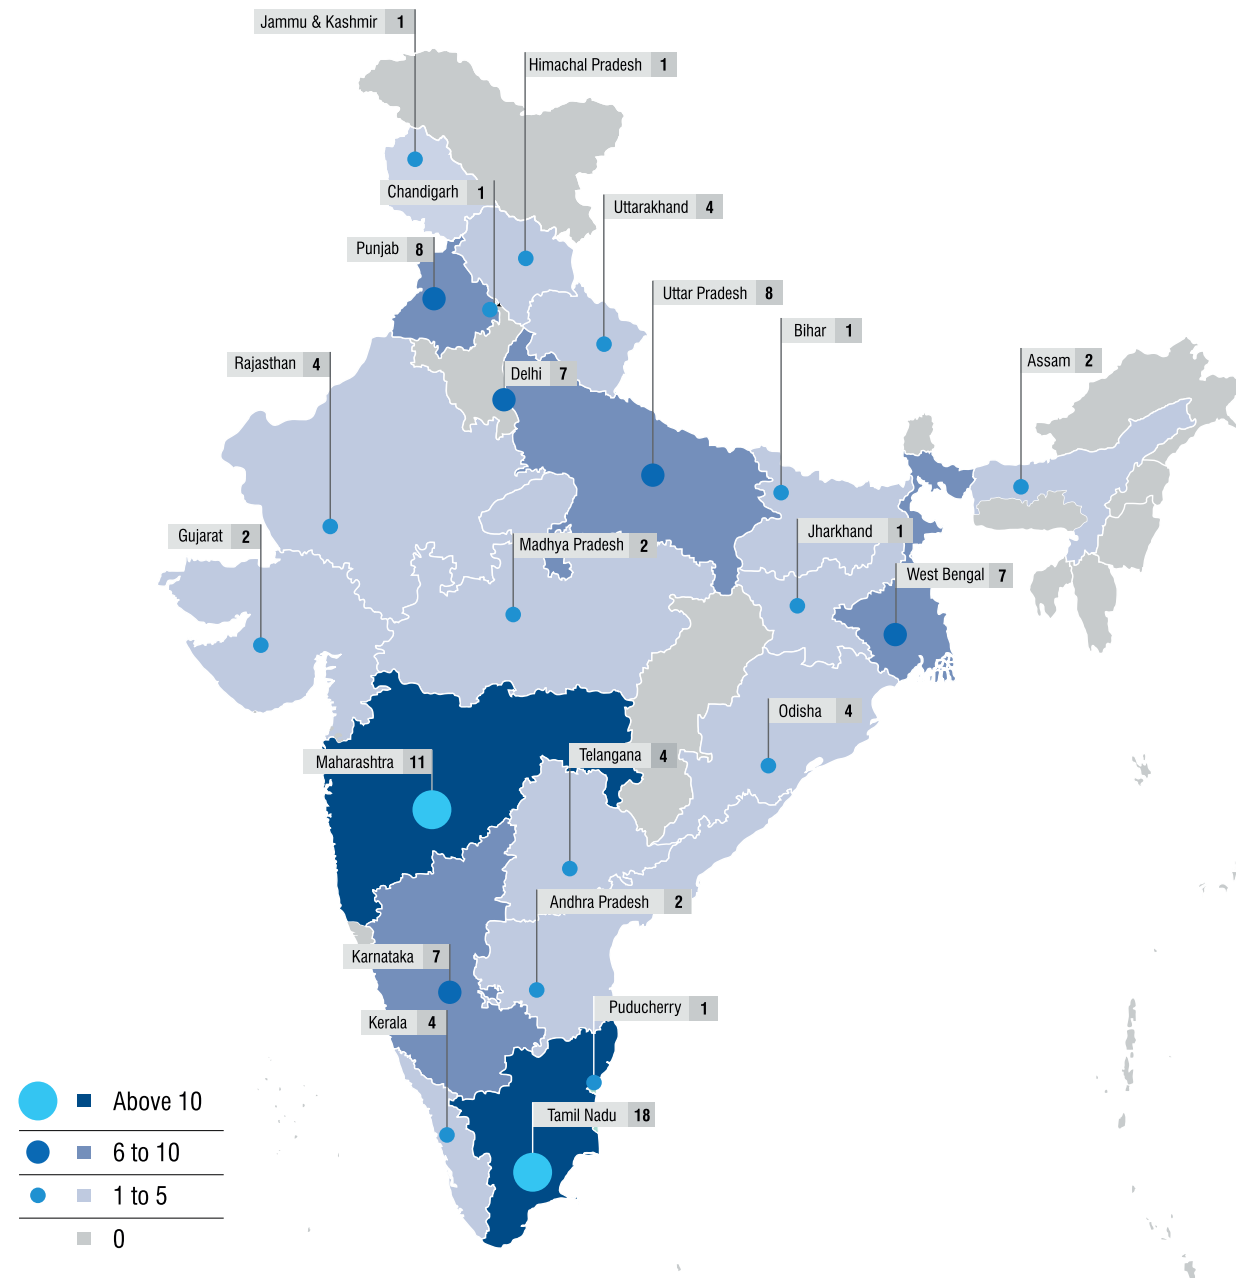 Jammu & Kashmir 1
Himachal Pradesh 1
Chandigarh 1
Uttarakhand 4
Punjab 8
Uttar Pradesh 8
Bihar 1
Assam 2
Rajasthan 4
Delhi 7
Gujarat 2
Jharkhand 1
Madhya Pradesh 2
West Bengal 7
Odisha 4
Telangana 4
Maharashtra 11
Andhra Pradesh 2
Karnataka 7
Puducherry 1
Kerala 4
Tamil Nadu 18
Above 10
6 to 10
1 to 5
0